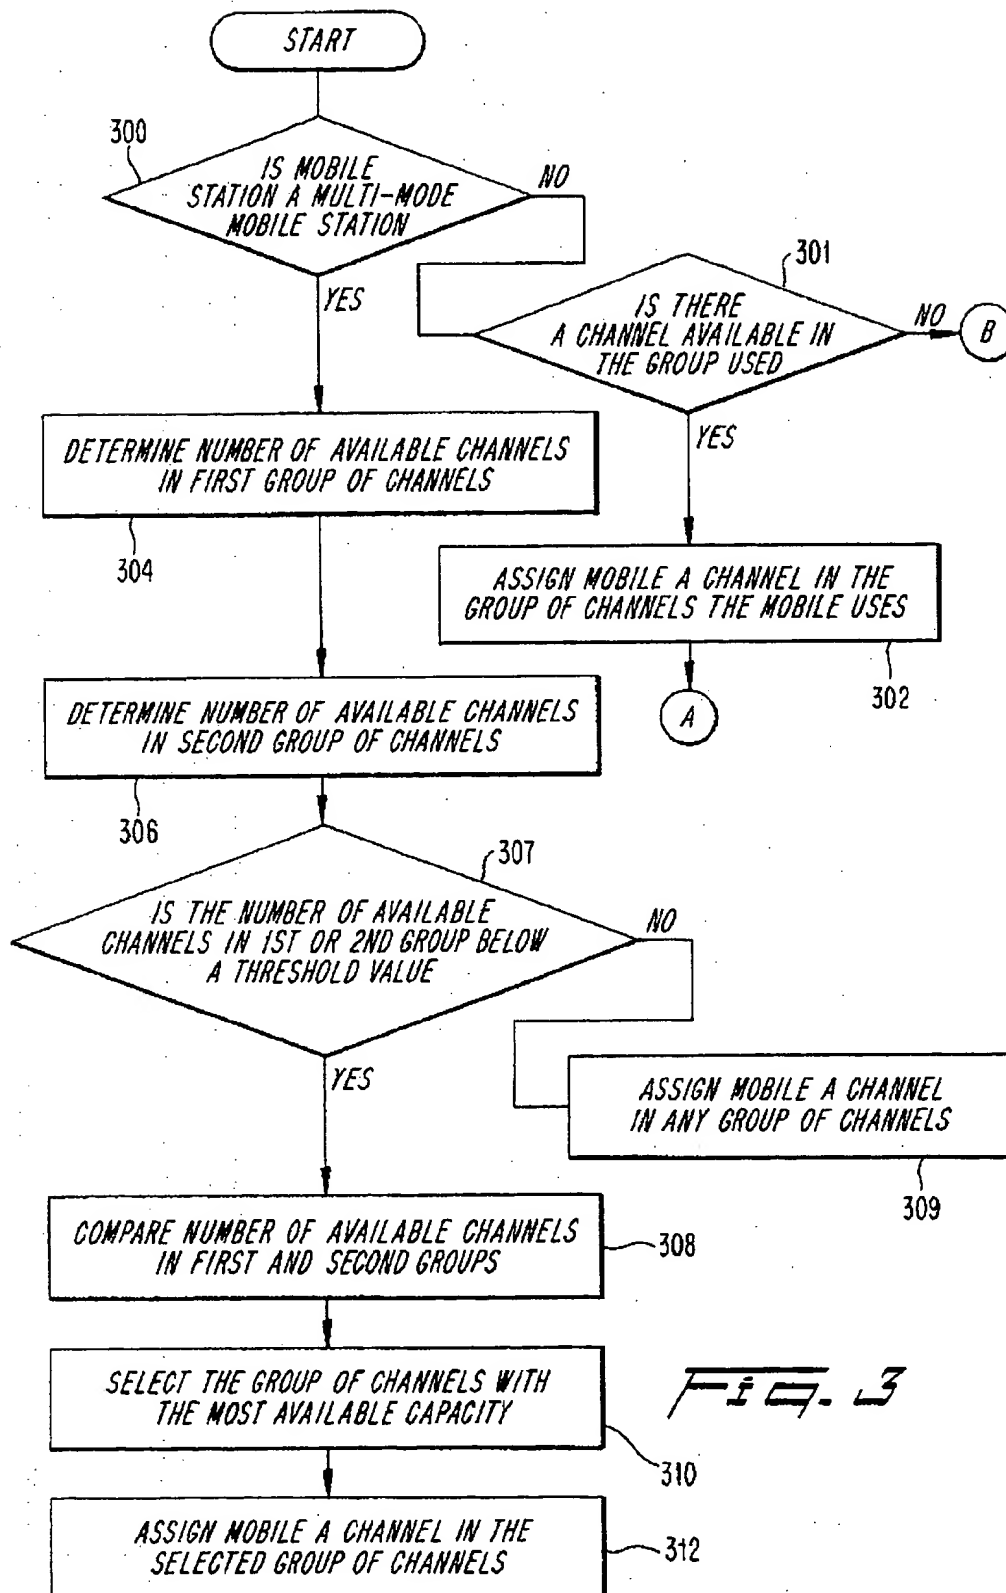 START
300
IS MOBILE
STATION A MULTI-MODE
MOBILE STATION
NO
YES
301
IS THERE
A CHANNEL AVAILABLE IN
THE GROUP USED
NO
B
YES
DETERMINE NUMBER OF AVAILABLE CHANNELS
IN FIRST GROUP OF CHANNELS
304
ASSIGN MOBILE A CHANNEL IN THE
GROUP OF CHANNELS THE MOBILE USES
302
A
DETERMINE NUMBER OF AVAILABLE CHANNELS
IN SECOND GROUP OF CHANNELS
306
307
IS THE NUMBER OF AVAILABLE
CHANNELS IN 1ST OR 2ND GROUP BELOW
A THRESHOLD VALUE
NO
YES
ASSIGN MOBILE A CHANNEL
IN ANY GROUP OF CHANNELS
309
COMPARE NUMBER OF AVAILABLE CHANNELS
IN FIRST AND SECOND GROUPS
308
SELECT THE GROUP OF CHANNELS WITH
THE MOST AVAILABLE CAPACITY
310
Fig. 3
ASSIGN MOBILE A CHANNEL IN THE
SELECTED GROUP OF CHANNELS
312